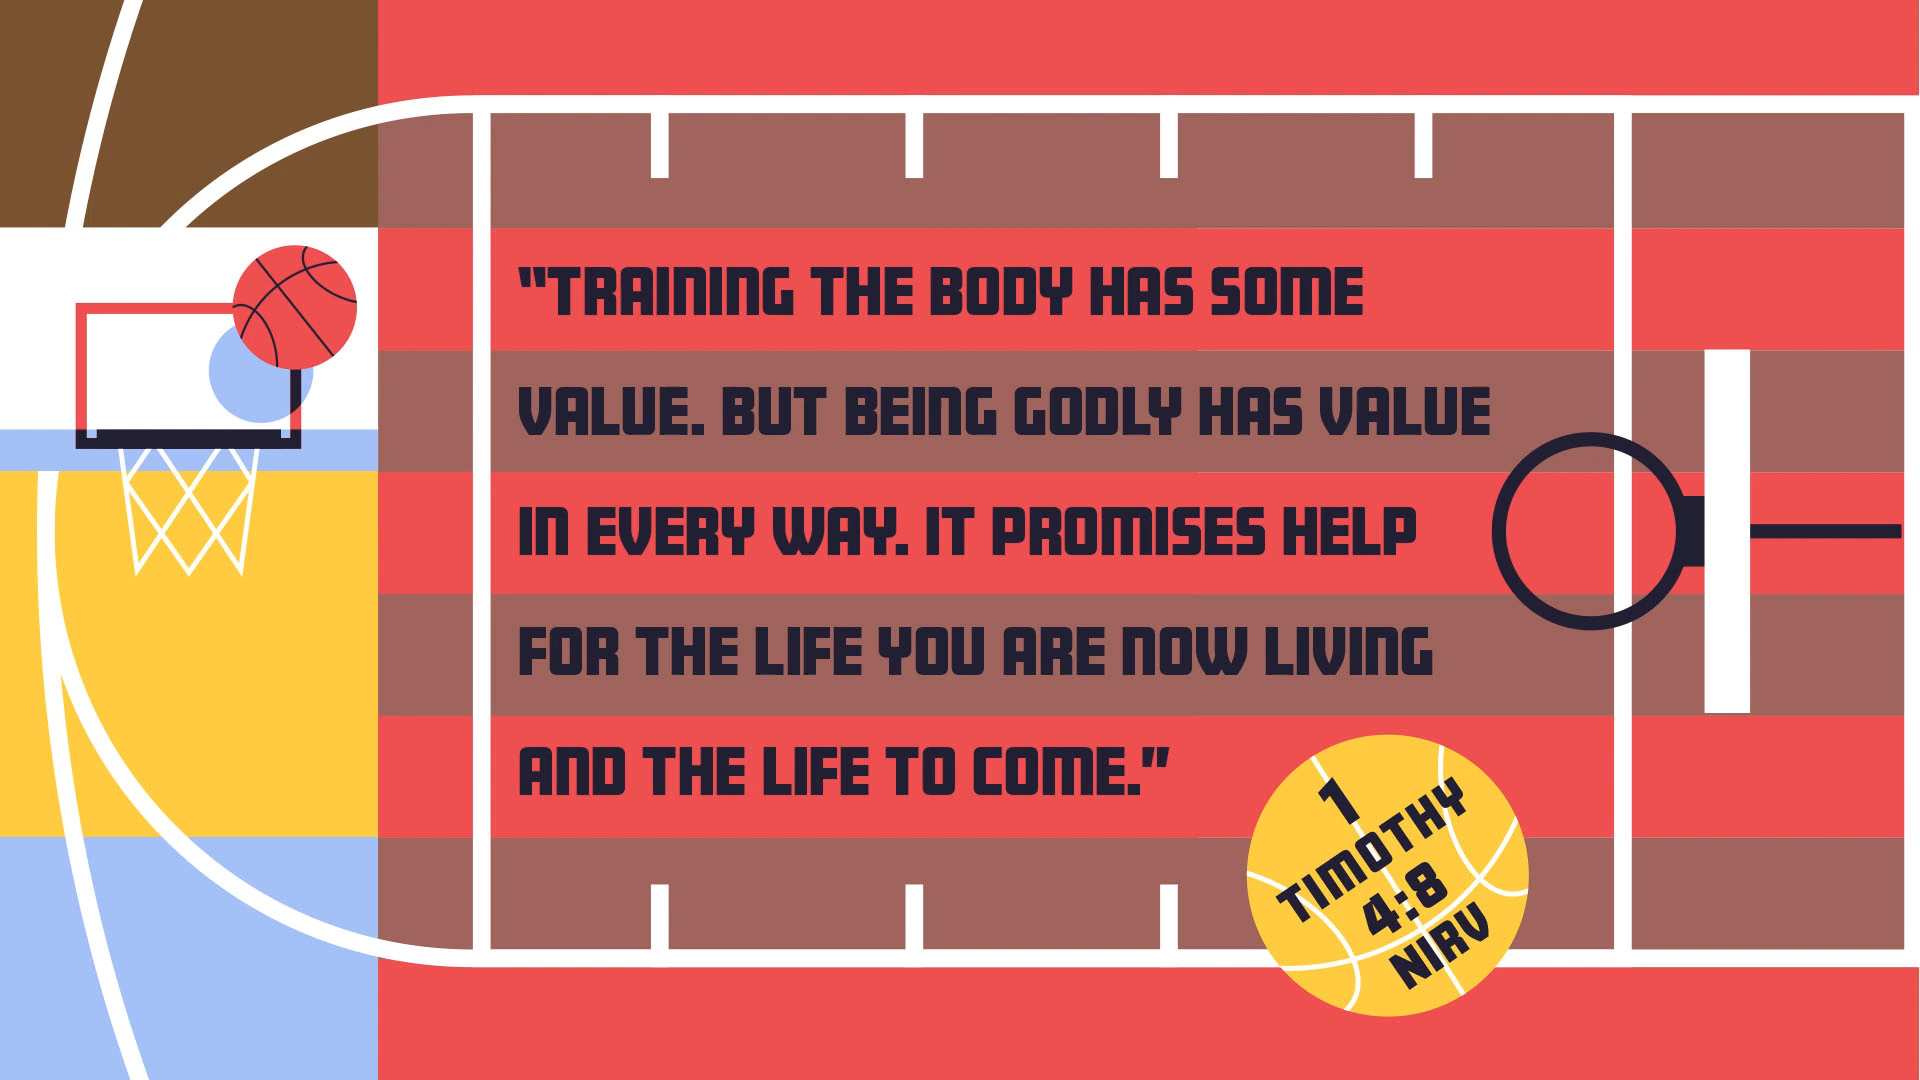 "TRAINING THE BODY HAS SOME
VALUE. BUT BEING GODLY HAS VALUE
IN EVERY WAY. IT PROMISES HELP
FOR THE LIFE YOU ARE NOW LIVING
AND THE LIFE TO COME."
1
TIMOTHY
4:8
NIRV